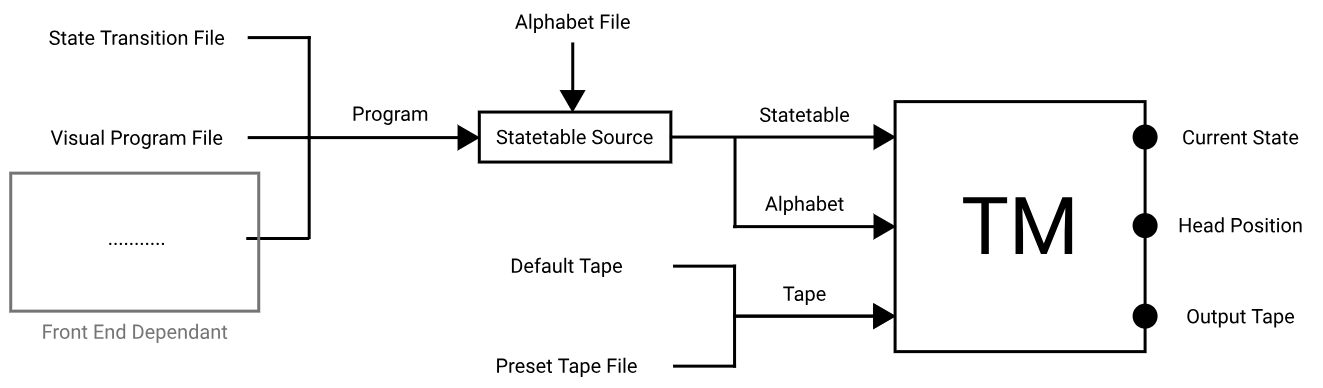 Alphabet File
State Transition File
Program
Statetable
Visual Program File
Statetable Source
Current State
Alphabet
TM
Head Position
...........
Default Tape
Tape
Output Tape
Front End Dependant
Preset Tape File